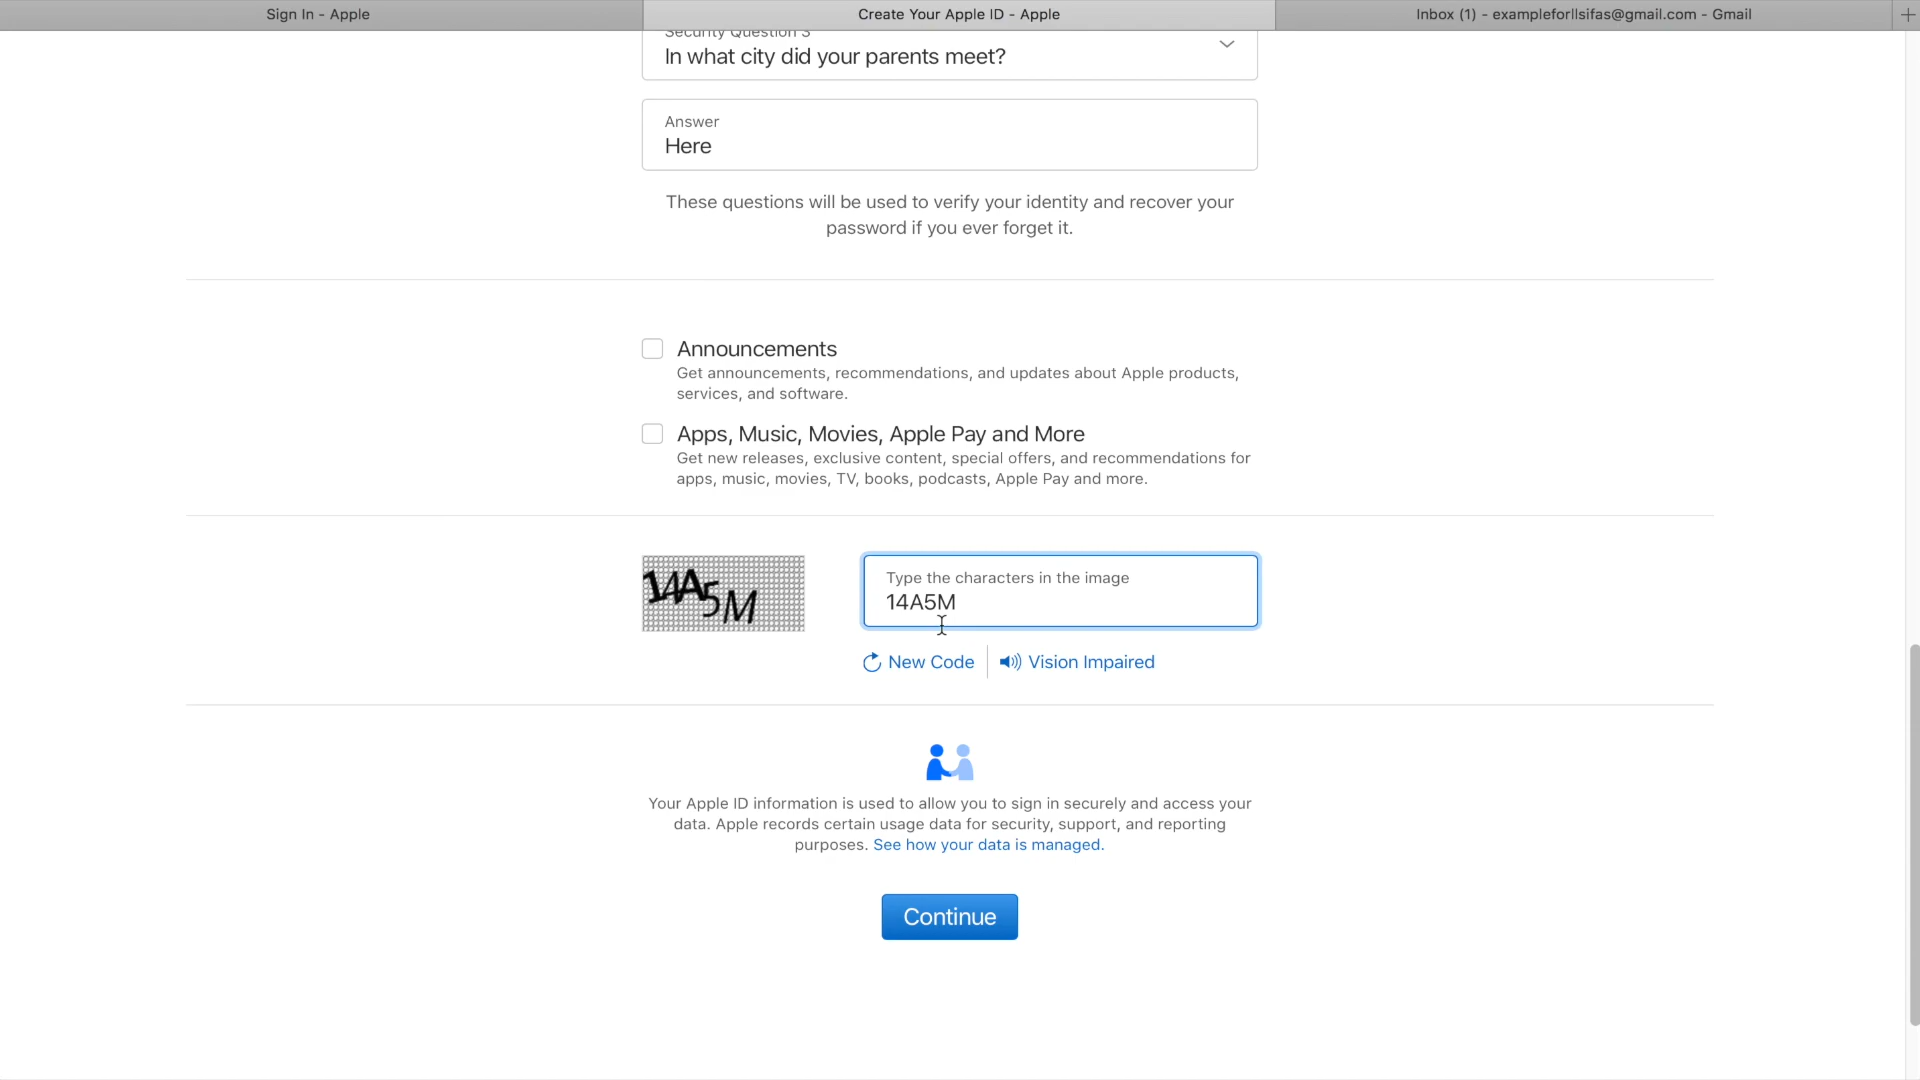 Sign In - Apple
Create Your Apple ID - Apple
Inbox (1) - exampleforllsifas@gmail.com - Gmail
Security Question 3
In what city did your parents meet?
Answer
Here
These questions will be used to verify your identity and recover your
password if you ever forget it.
Announcements
Get announcements, recommendations, and updates about Apple products,
services, and software.
Apps, Music, Movies, Apple Pay and More
Get new releases, exclusive content, special offers, and recommendations for
apps, music, movies, TV, books, podcasts, Apple Pay and more.
14A5M
Type the characters in the image
14A5M
New Code
Vision Impaired
Your Apple ID information is used to allow you to sign in securely and access your
data. Apple records certain usage data for security, support, and reporting
purposes. See how your data is managed.
Continue